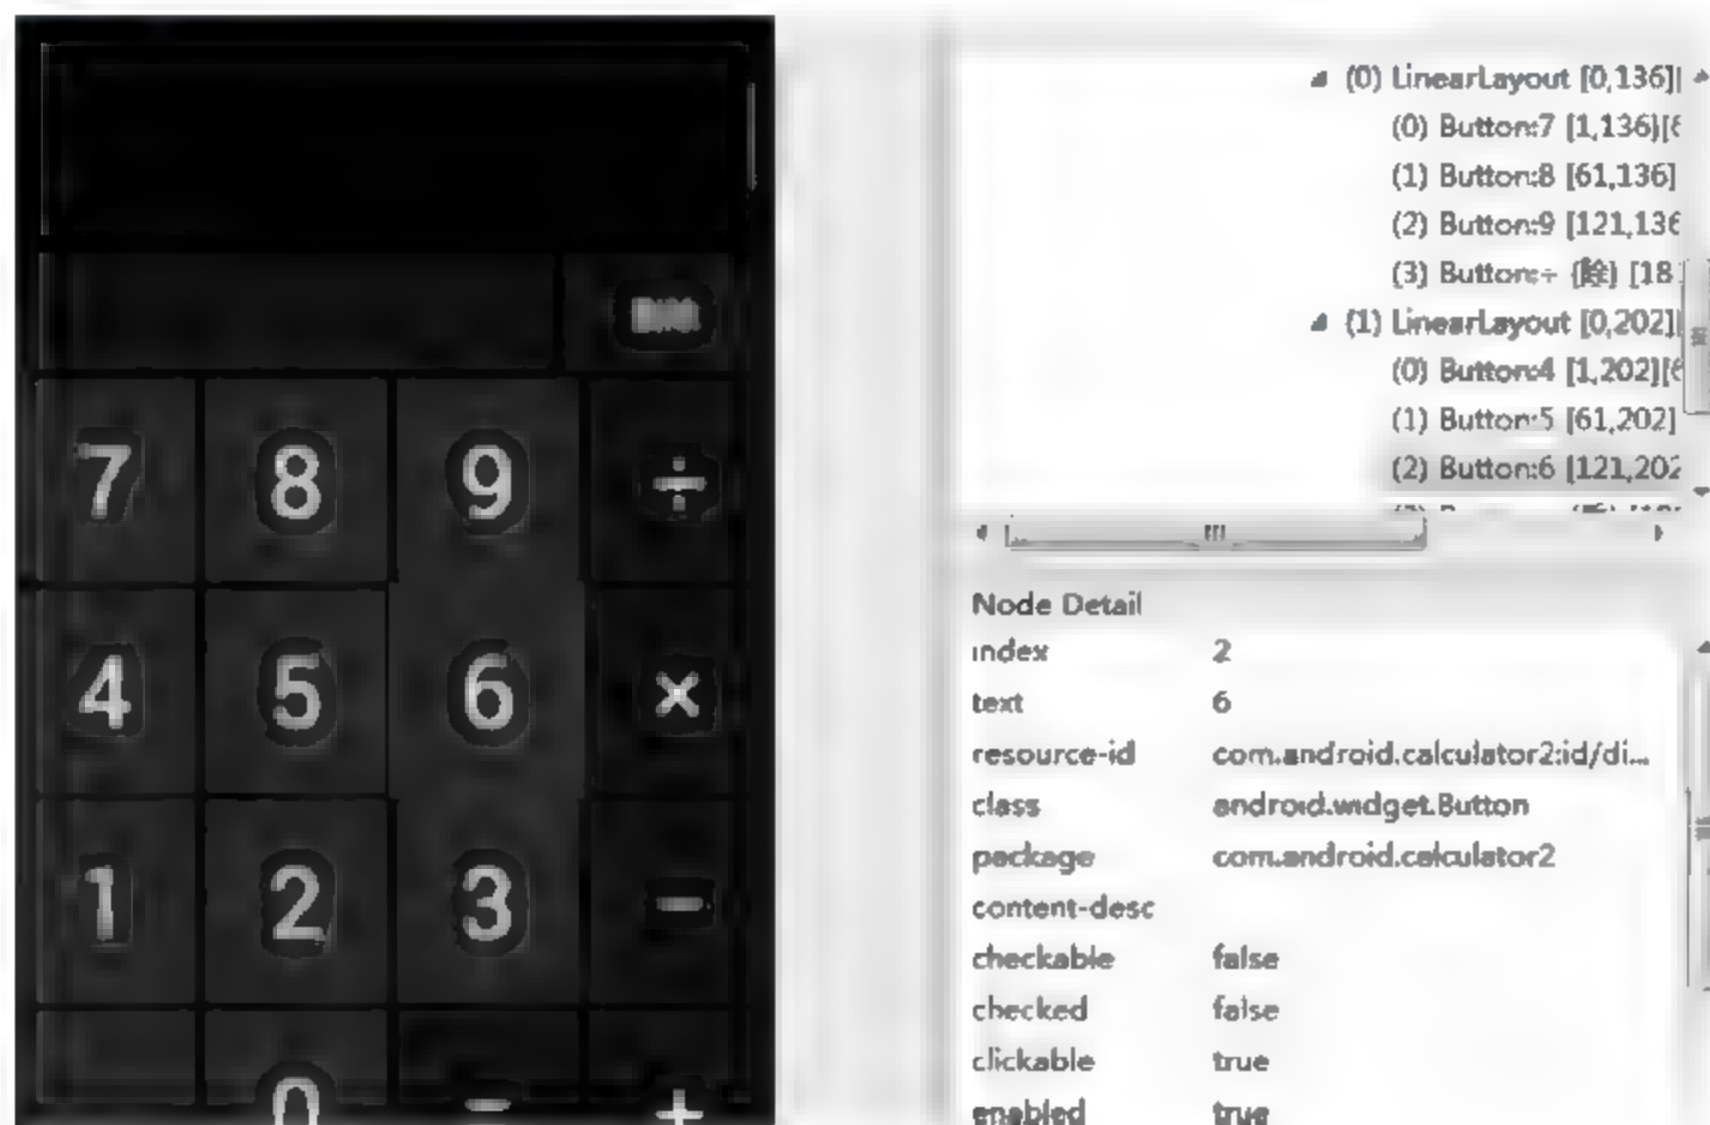 7 8 9 ÷
4 5 6 ×
1 2 3 −
0 = +
(0) LinearLayout [0,136][
(0) Button:7 [1,136][6
(1) Button:8 [61,136]
(2) Button:9 [121,136
(3) Button:÷ (除) [181
(1) LinearLayout [0,202][
(0) Button:4 [1,202][6
(1) Button:5 [61,202]
(2) Button:6 [121,202
Node Detail
index 2
text 6
resource-id com.android.calculator2:id/di...
class android.widget.Button
package com.android.calculator2
content-desc
checkable false
checked false
clickable true
enabled true